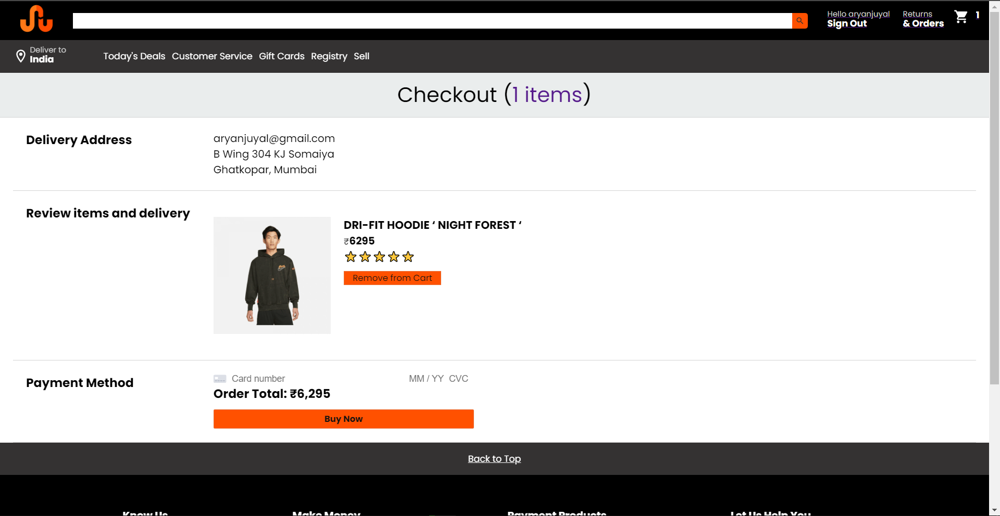 Hello aryanjuyal
Sign Out
Returns
& Orders
1
Deliver to
India
Today's Deals Customer Service Gift Cards Registry Sell
Checkout (1 items)
Delivery Address
aryanjuyal@gmail.com
B Wing 304 KJ Somaiya
Ghatkopar, Mumbai
Review items and delivery
DRI-FIT HOODIE ‘ NIGHT FOREST ‘
₹6295
Remove from Cart
Payment Method
Card number MM / YY CVC
Order Total: ₹6,295
Buy Now
Back to Top
Know Us Make Money Payment Products Let Us Help You